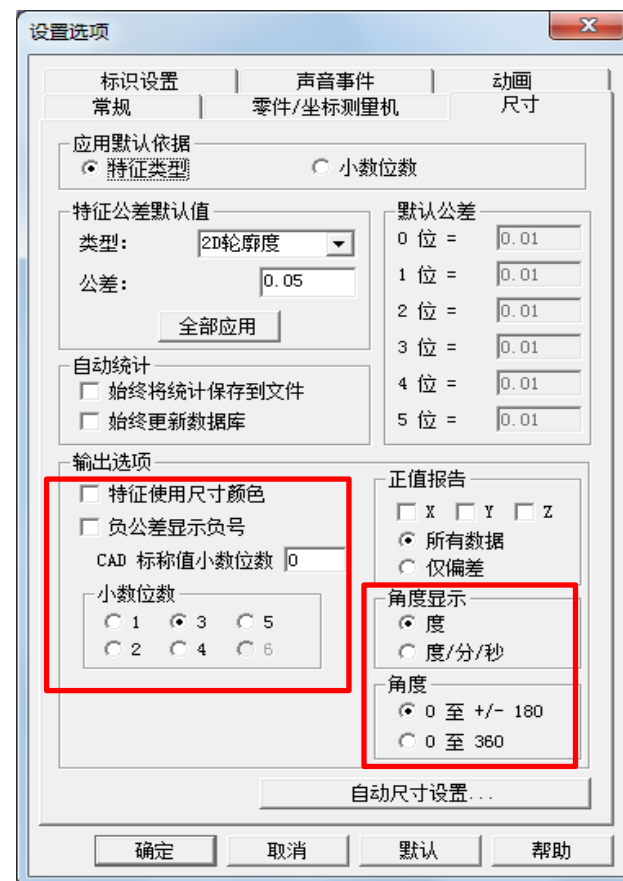 设置选项
标识设置 声音事件 动画
常规 零件/坐标测量机 尺寸
应用默认依据
特征类型 小数位数
特征公差默认值
类型: 2D轮廓度
公差: 0.05
全部应用
默认公差
0 位 = 0.01
1 位 = 0.01
2 位 = 0.01
3 位 = 0.01
4 位 = 0.01
5 位 = 0.01
自动统计
始终将统计保存到文件
始终更新数据库
输出选项
特征使用尺寸颜色
负公差显示负号
CAD 标称值小数位数 0
小数位数
1 3 5
2 4 6
正值报告
X Y Z
所有数据
仅偏差
角度显示
度
度/分/秒
角度
0 至 +/- 180
0 至 360
自动尺寸设置...
确定 取消 默认 帮助